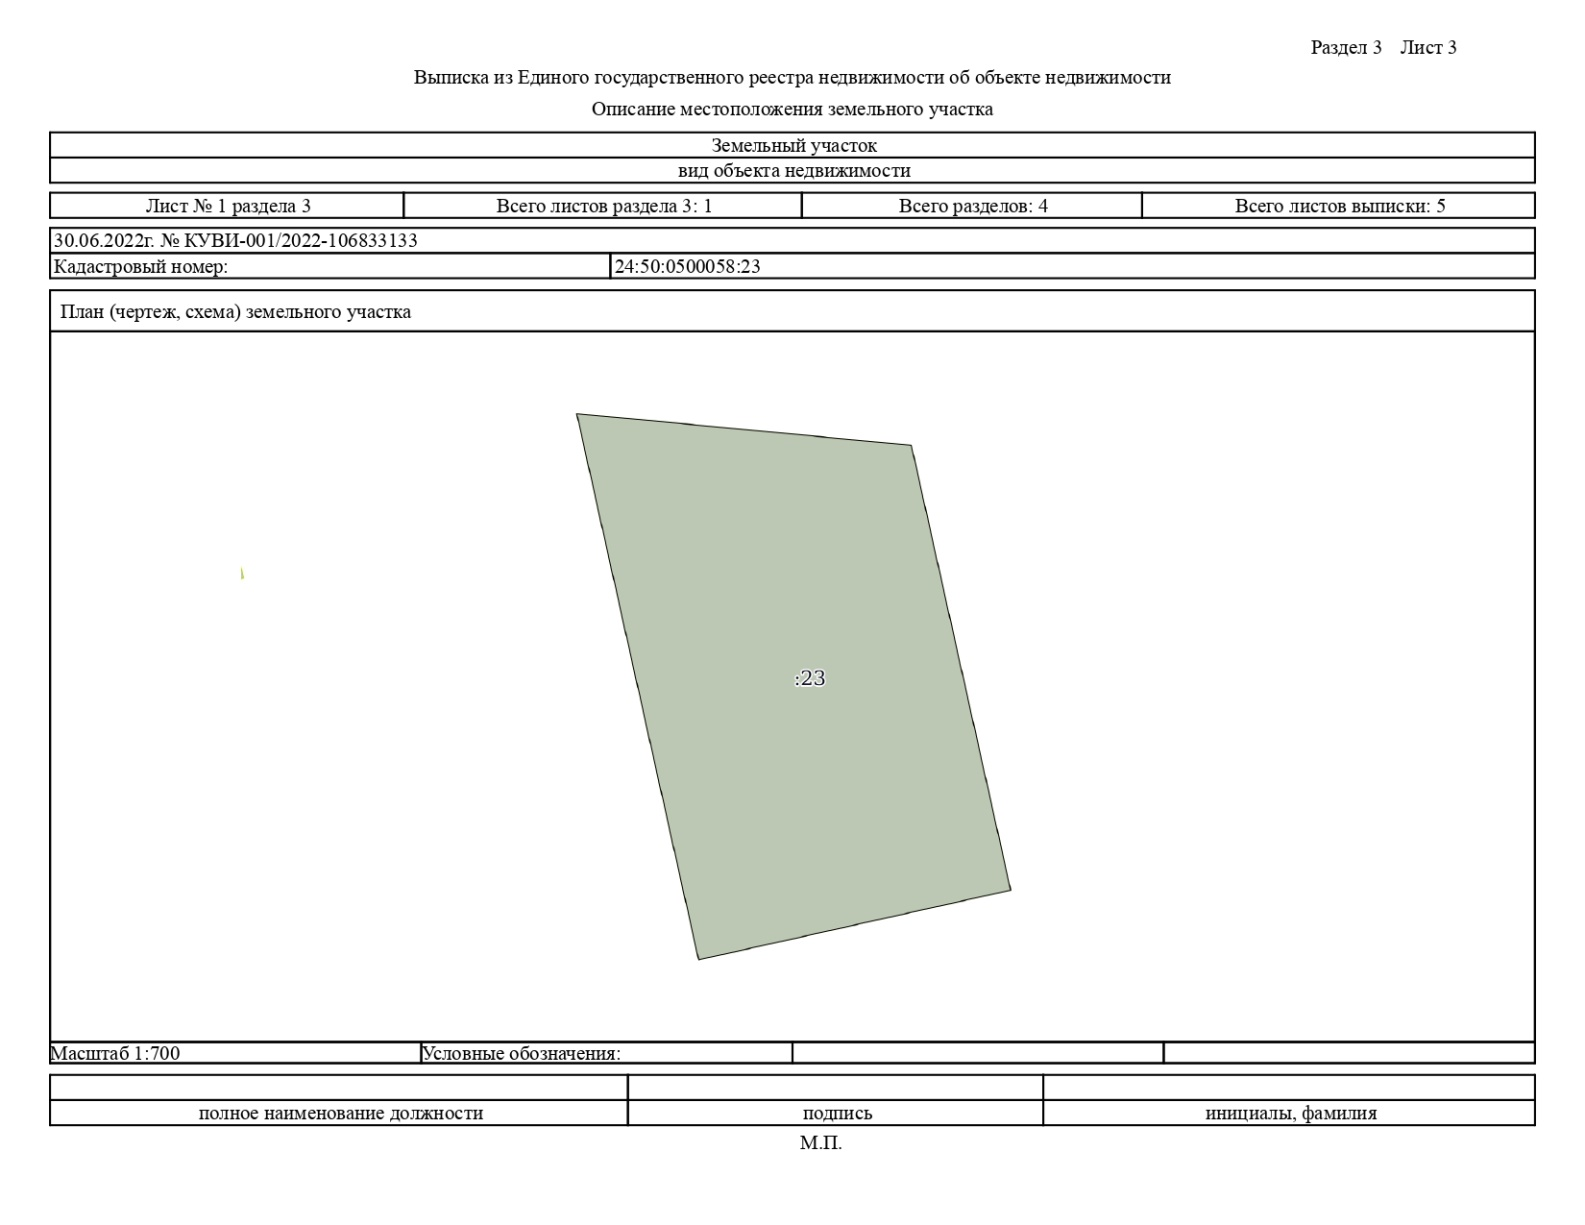 Раздел 3 Лист 3
Выписка из Единого государственного реестра недвижимости об объекте недвижимости
Описание местоположения земельного участка
Земельный участок
вид объекта недвижимости
Лист № 1 раздела 3 Всего листов раздела 3: 1 Всего разделов: 4 Всего листов выписки: 5
30.06.2022г. № КУВИ-001/2022-106833133
Кадастровый номер: 24:50:0500058:23
План (чертеж, схема) земельного участка
:23
Масштаб 1:700 Условные обозначения:
полное наименование должности подпись инициалы, фамилия
М.П.